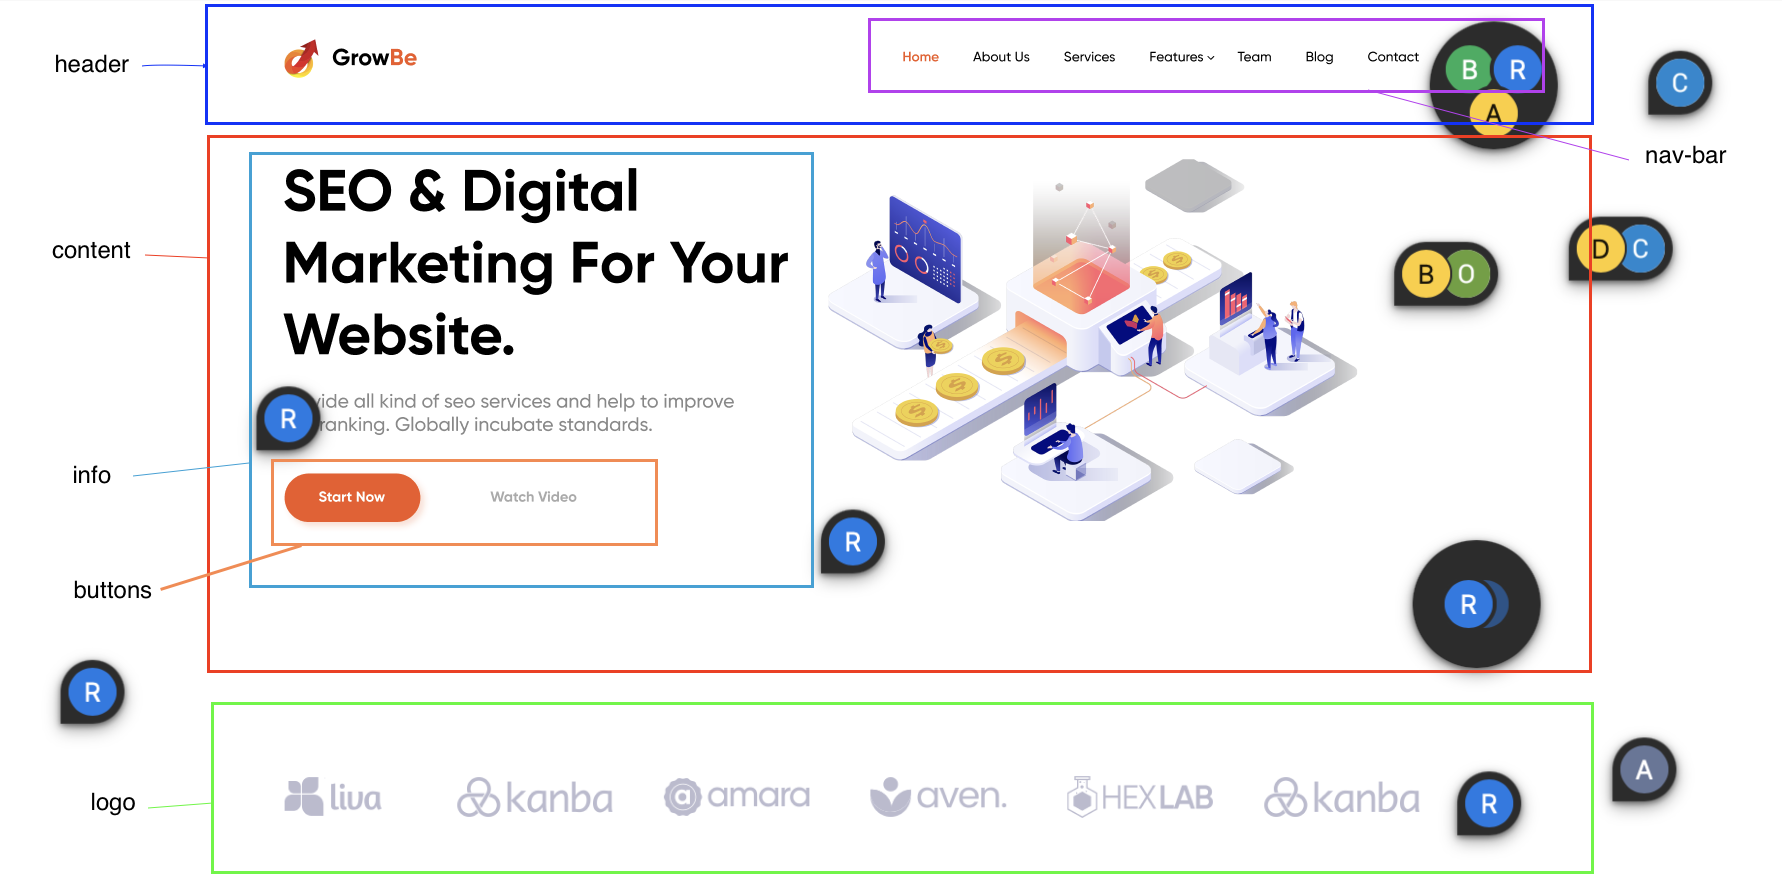 header
GrowBe
Home About Us Services Features Team Blog Contact
B R
A
C
nav-bar
content
SEO & Digital
Marketing For Your
Website.
B O
D C
vide all kind of seo services and help to improve
ranking. Globally incubate standards.
R
info
Start Now Watch Video
R
buttons
R
R
logo
liva kanba amara aven. HEXLAB kanba
R
A